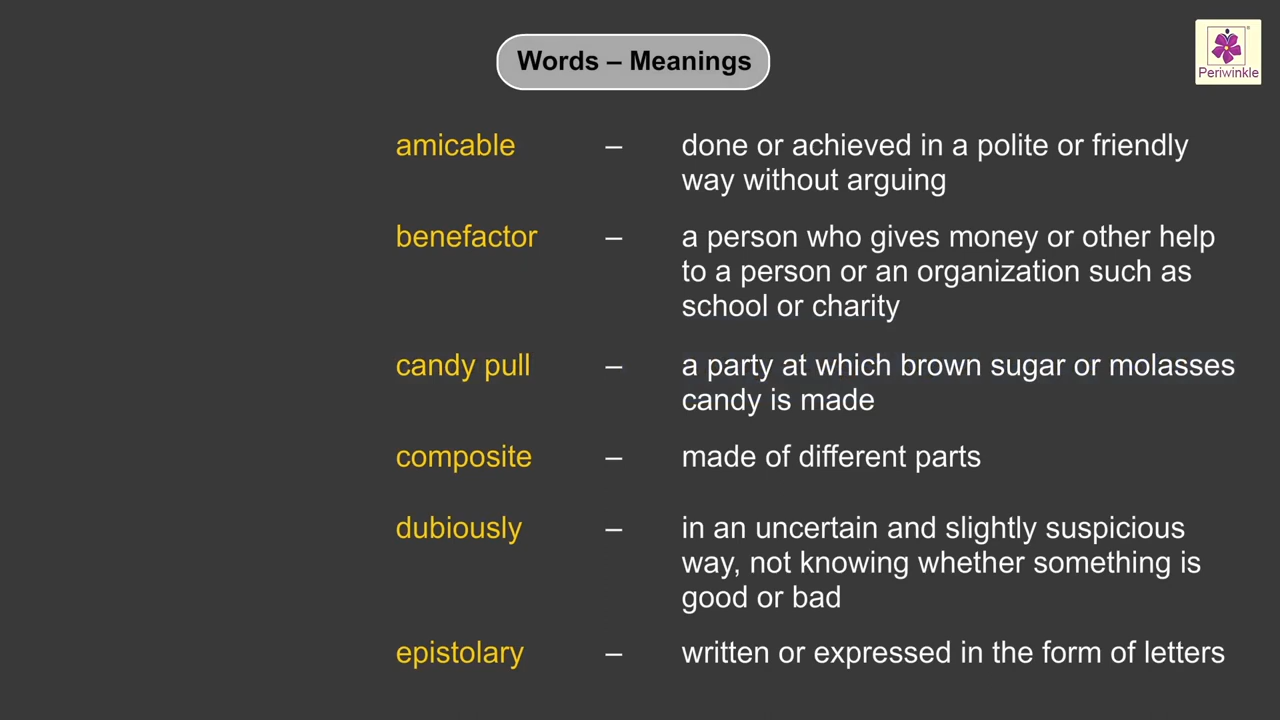 Words – Meanings
Periwinkle
amicable – done or achieved in a polite or friendly
way without arguing
benefactor – a person who gives money or other help
to a person or an organization such as
school or charity
candy pull – a party at which brown sugar or molasses
candy is made
composite – made of different parts
dubiously – in an uncertain and slightly suspicious
way, not knowing whether something is
good or bad
epistolary – written or expressed in the form of letters